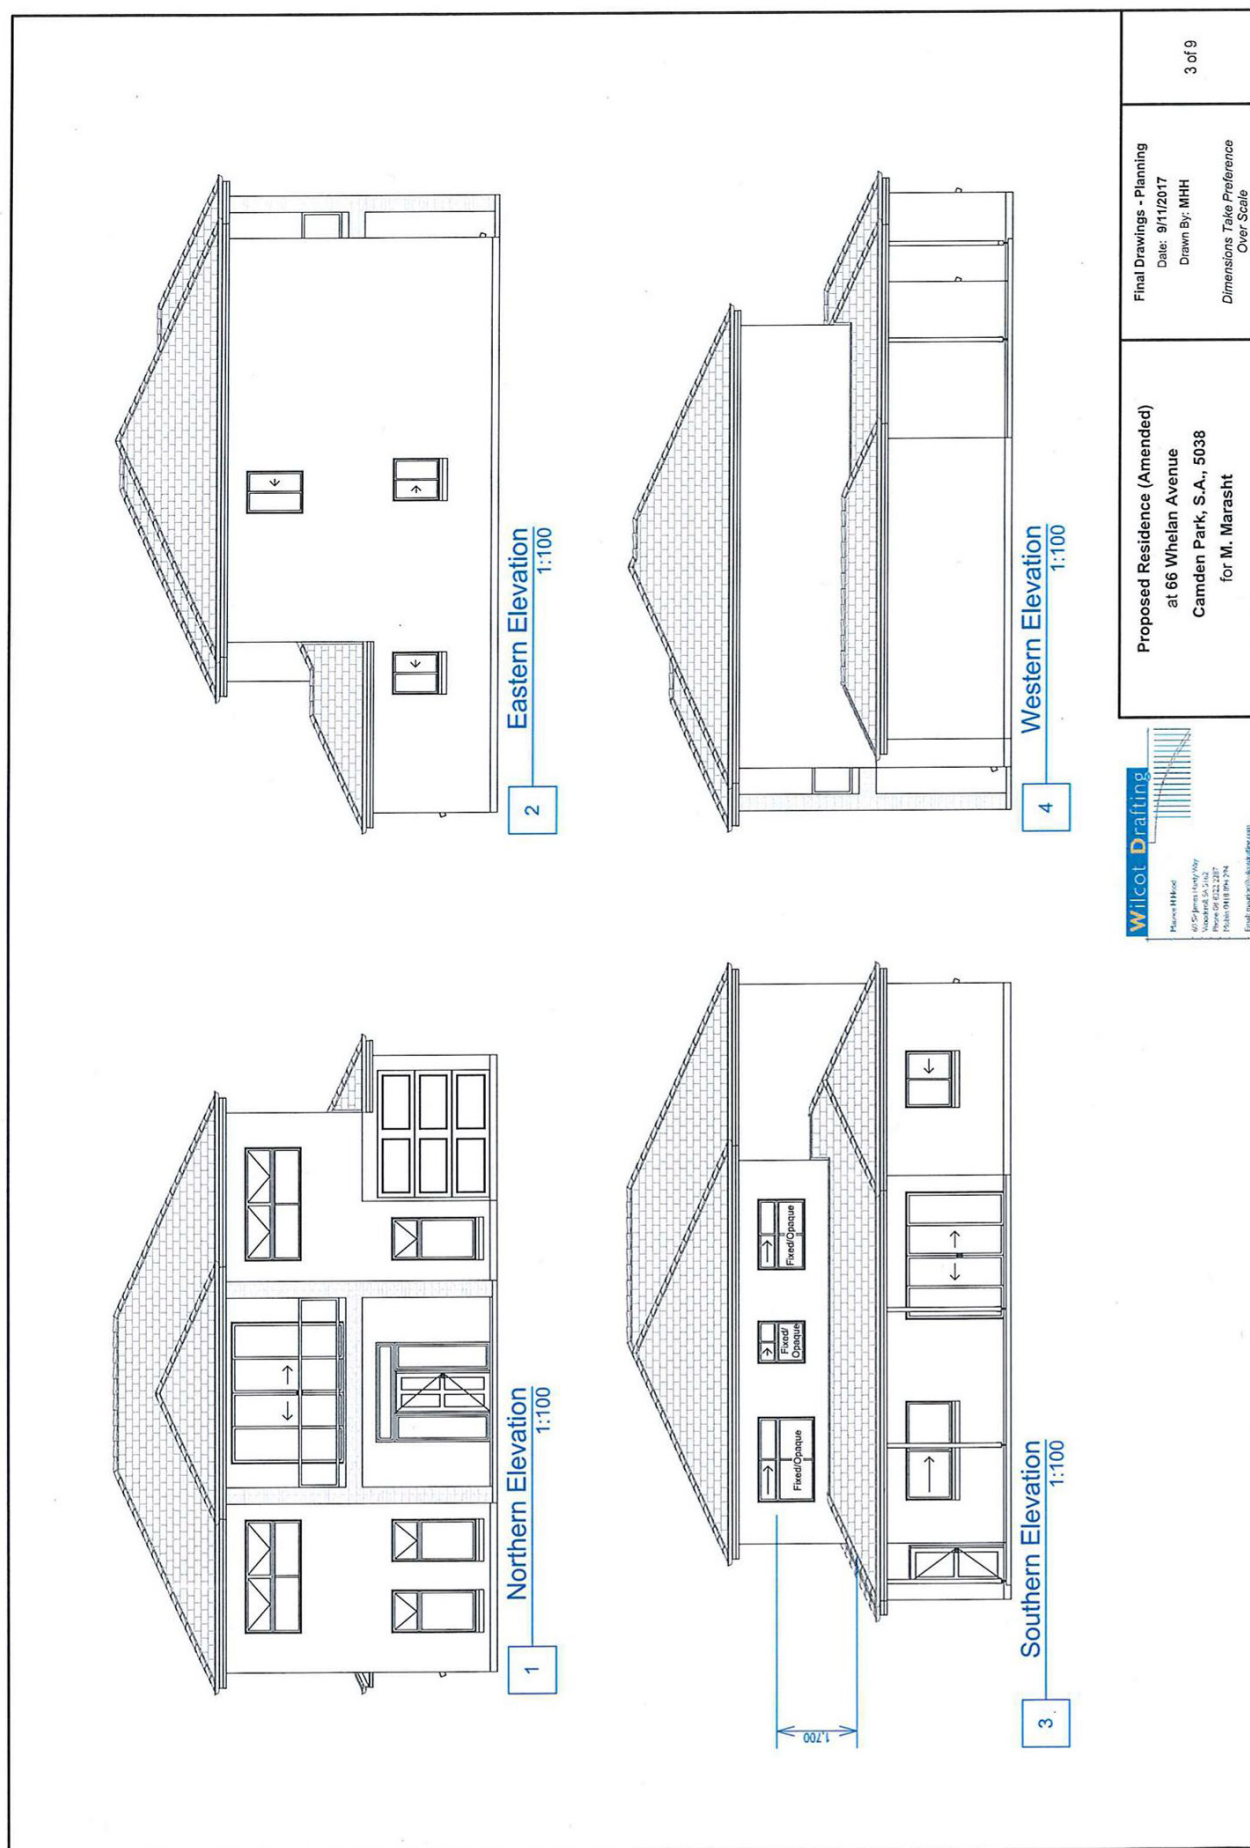 1
Northern Elevation
1:100
2
Eastern Elevation
1:100
Fixed/Opaque
Fixed/
Opaque
Fixed/Opaque
1,700
3
Southern Elevation
1:100
4
Western Elevation
1:100
Wilcot Drafting
Proposed Residence (Amended)
at 66 Whelan Avenue
Camden Park, S.A., 5038
for M. Marasht
Final Drawings - Planning
Date: 9/11/2017
Drawn By: MHH
Dimensions Take Preference
Over Scale
3 of 9